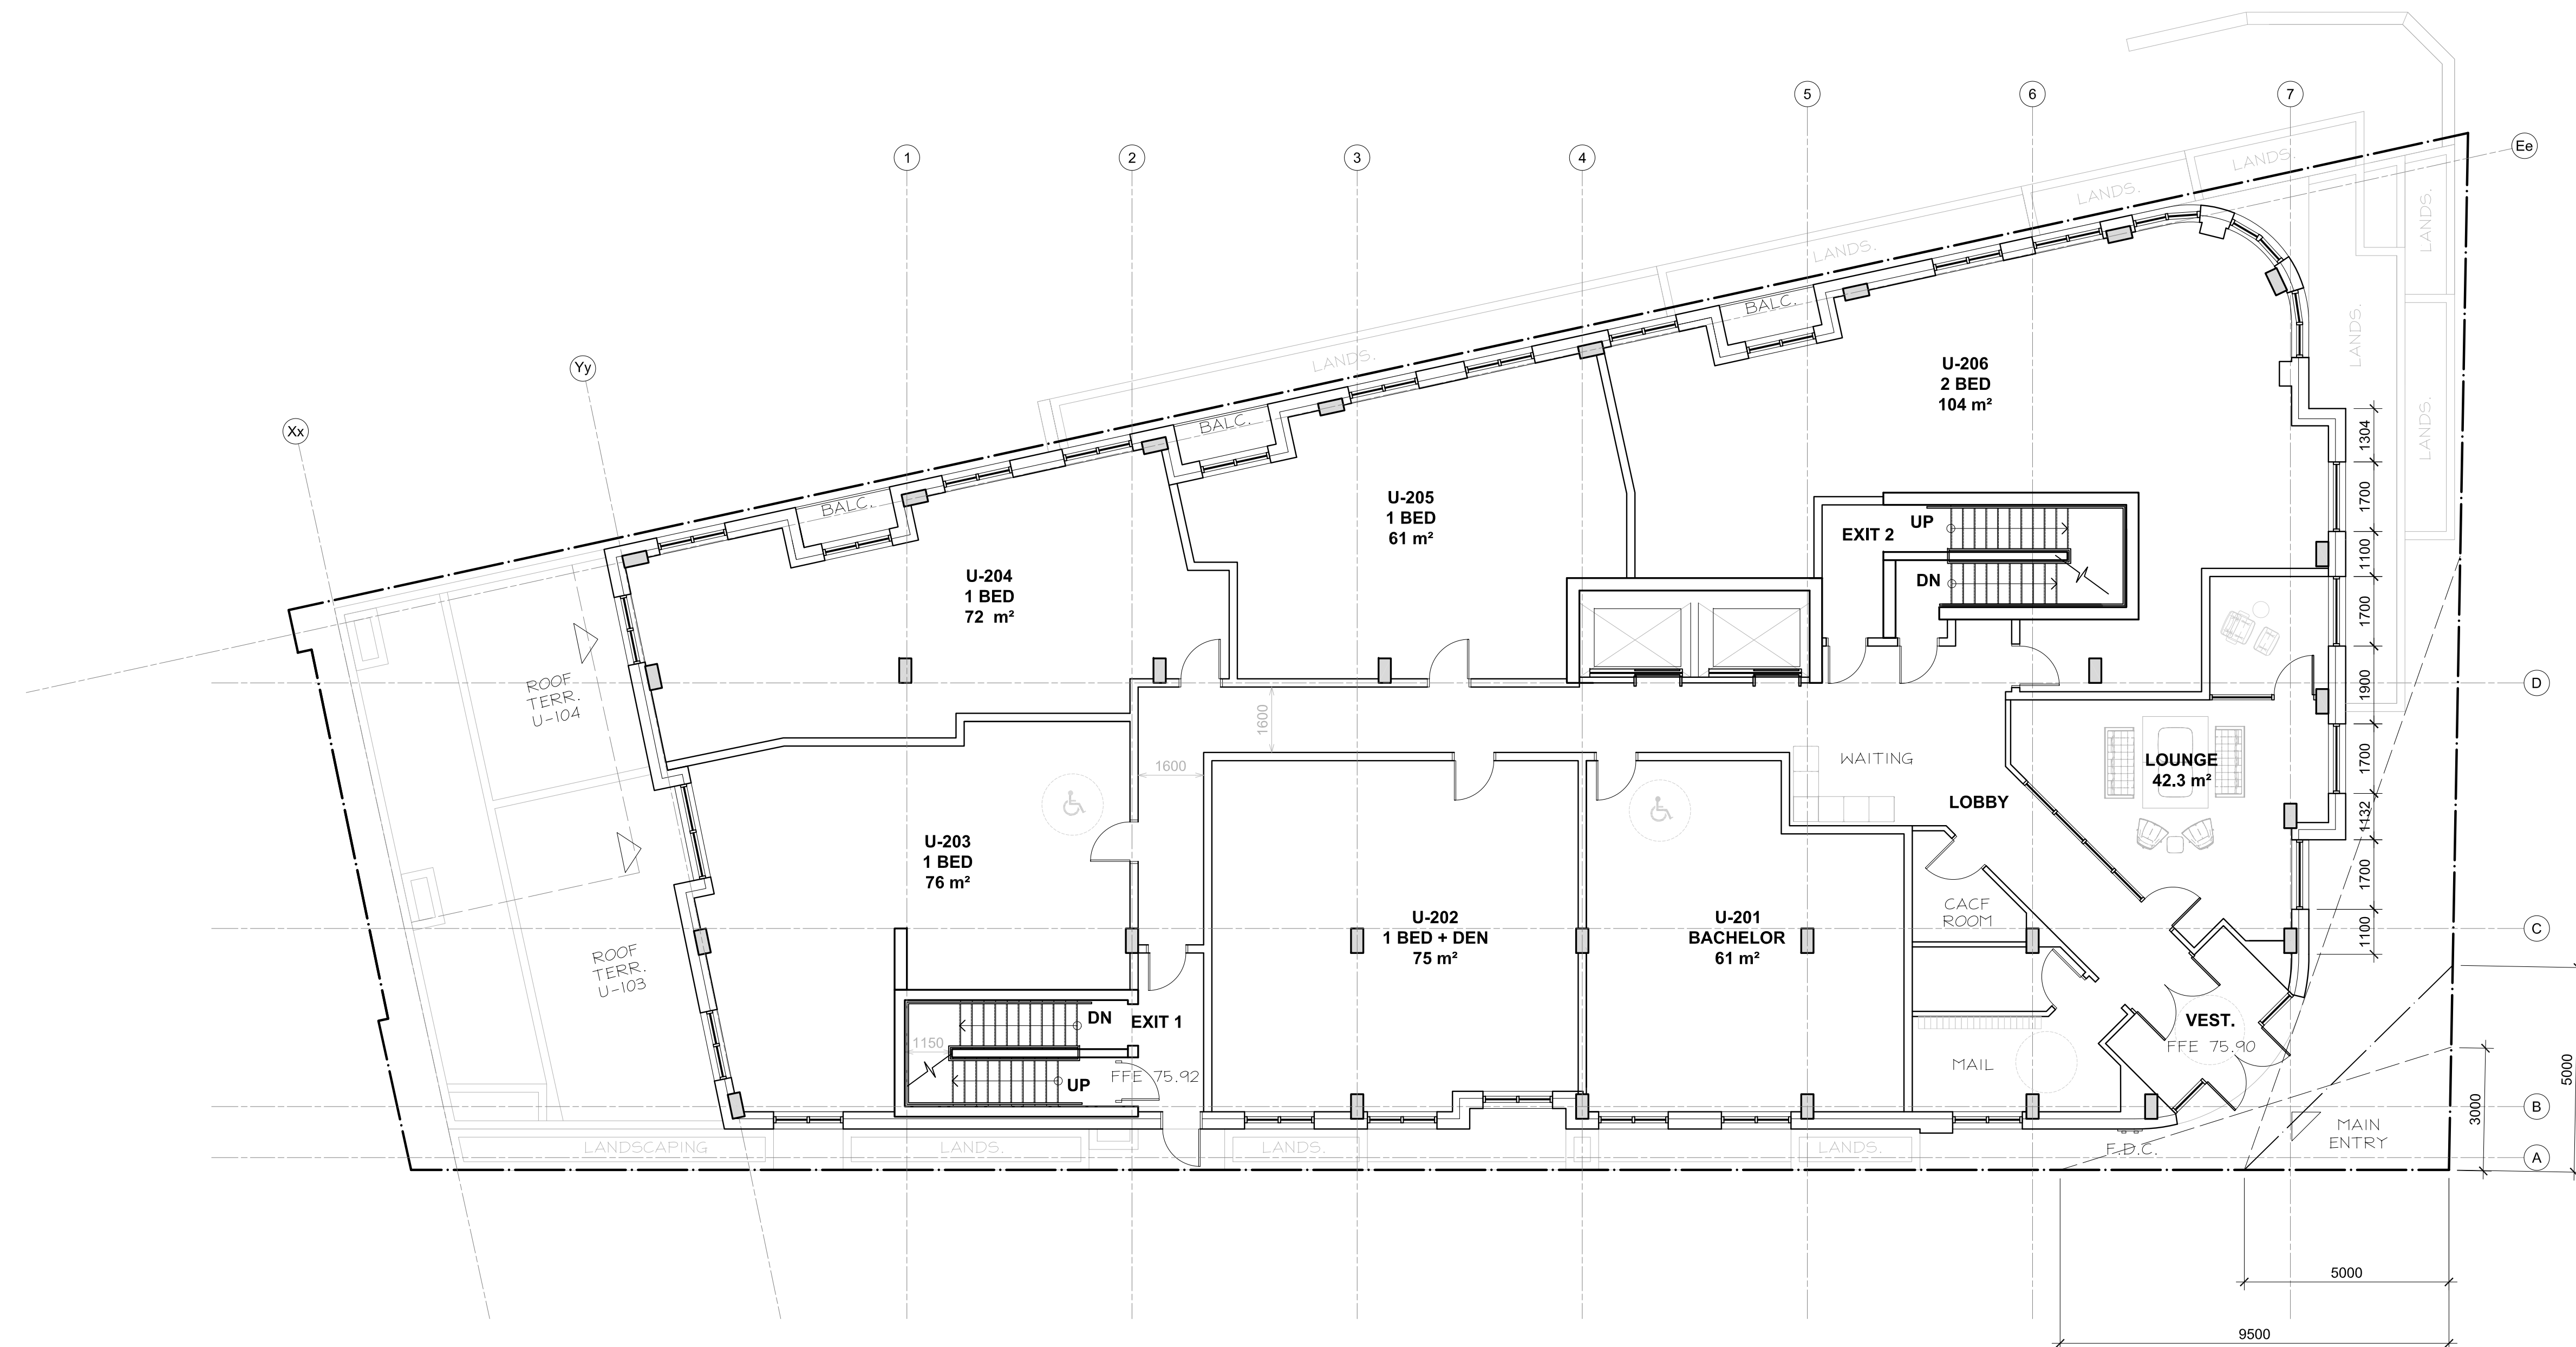 5
6
7
1
2
3
4
Ee
LANDS.
LANDS.
LANDS.
LANDS.
LANDS.
LANDS.
LANDS.
LANDS.
Yy
Xx
BALC.
BALC.
BALC.
U-206
2 BED
104 m²
U-205
1 BED
61 m²
U-204
1 BED
72 m²
EXIT 2
UP
DN
1304
1700
1100
1700
1900
1700
1132
1700
1100
D
ROOF
TERR.
U-104
1600
1600
WAITING
LOBBY
LOUNGE
42.3 m²
U-203
1 BED
76 m²
U-202
1 BED + DEN
75 m²
U-201
BACHELOR
61 m²
CACF
ROOM
C
ROOF
TERR.
U-103
DN
EXIT 1
1150
UP
FFE 75.92
VEST.
FFE 75.90
MAIL
B
MAIN
ENTRY
F.D.C.
3000
5000
LANDSCAPING
LANDS.
LANDS.
LANDS.
A
5000
9500